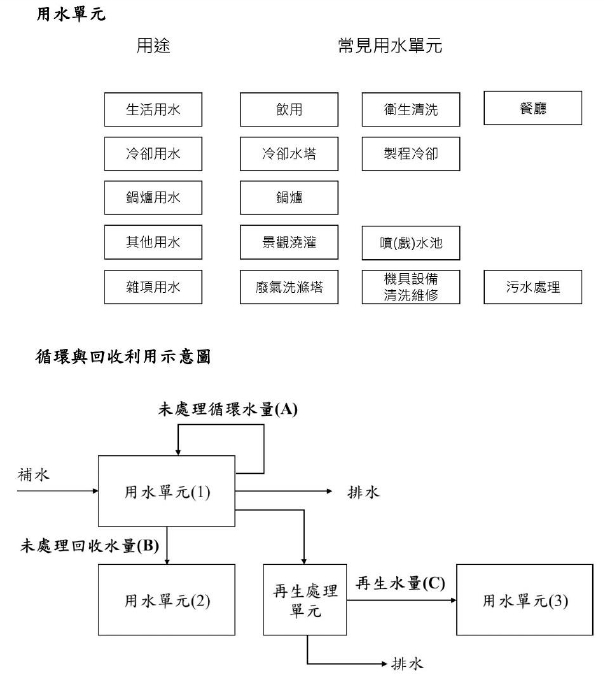 用水單元
用途 常見用水單元
生活用水 飲用 衛生清洗 餐廳
冷卻用水 冷卻水塔 製程冷卻
鍋爐用水 鍋爐
其他用水 景觀澆灌 噴(戲)水池
雜項用水 廢氣洗滌塔 機具設備
清洗維修 污水處理
循環與回收利用示意圖
未處理循環水量(A)
補水
用水單元(1) 排水
未處理回收水量(B)
用水單元(2) 再生處理
單元 再生水量(C) 用水單元(3)
排水